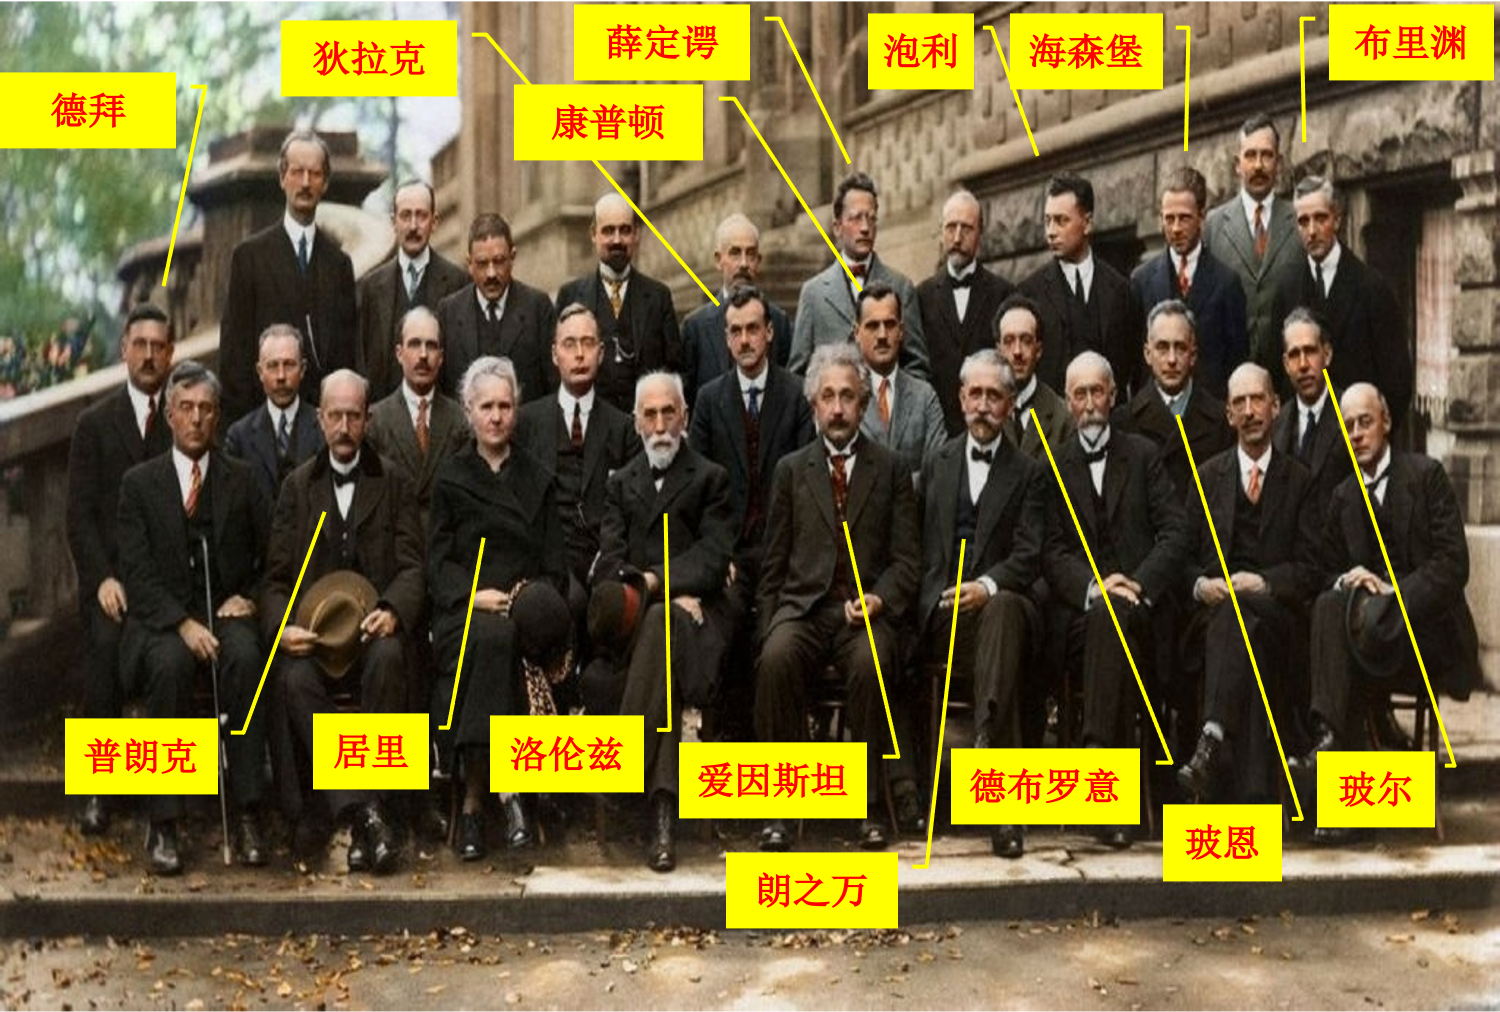 德拜
狄拉克
薛定谔
康普顿
泡利
海森堡
布里渊
普朗克
居里
洛伦兹
爱因斯坦
朗之万
德布罗意
玻恩
玻尔